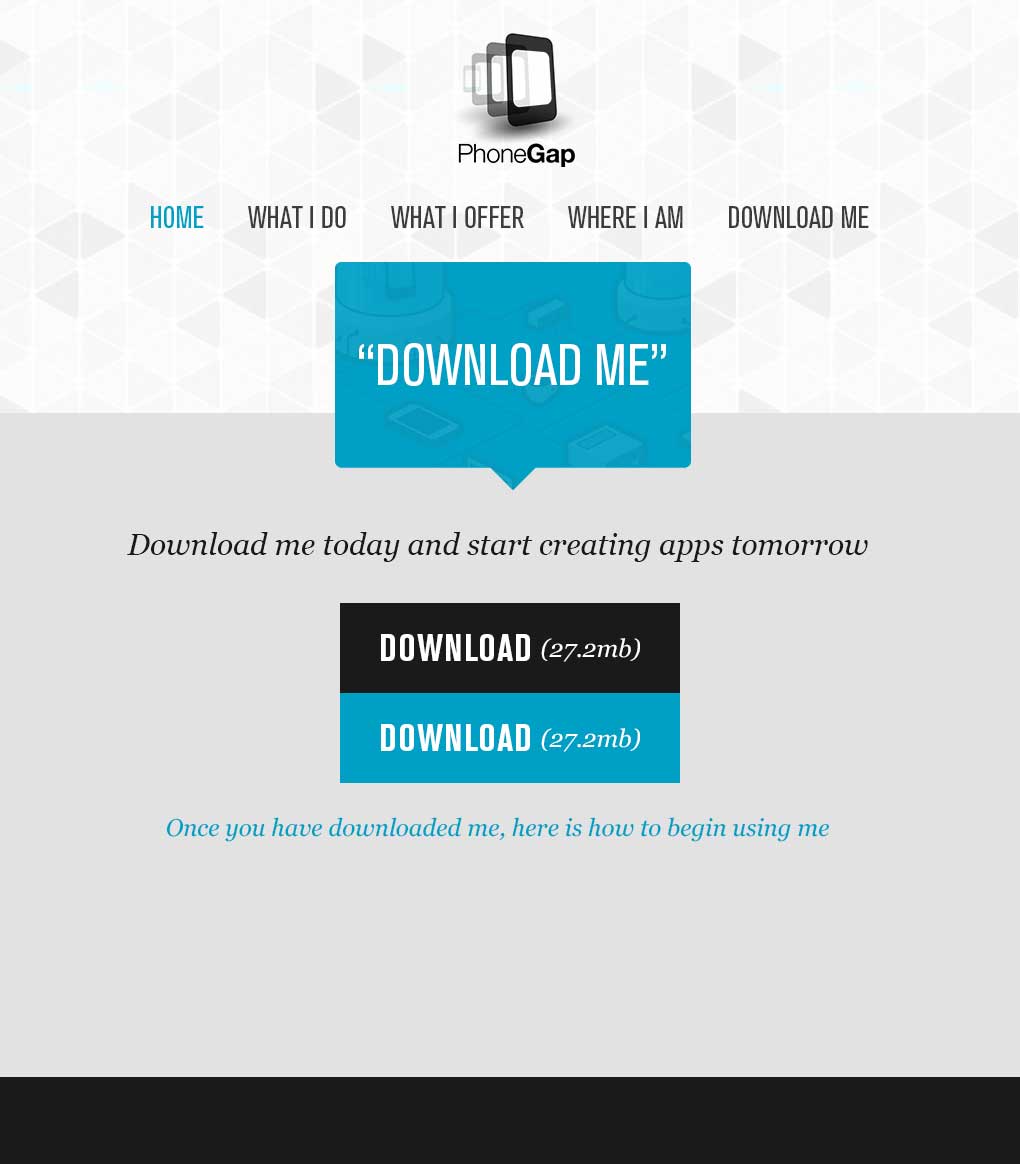 PhoneGap
HOME WHAT I DO WHAT I OFFER WHERE I AM DOWNLOAD ME
“DOWNLOAD ME”
Download me today and start creating apps tomorrow
DOWNLOAD (27.2mb)
DOWNLOAD (27.2mb)
Once you have downloaded me, here is how to begin using me